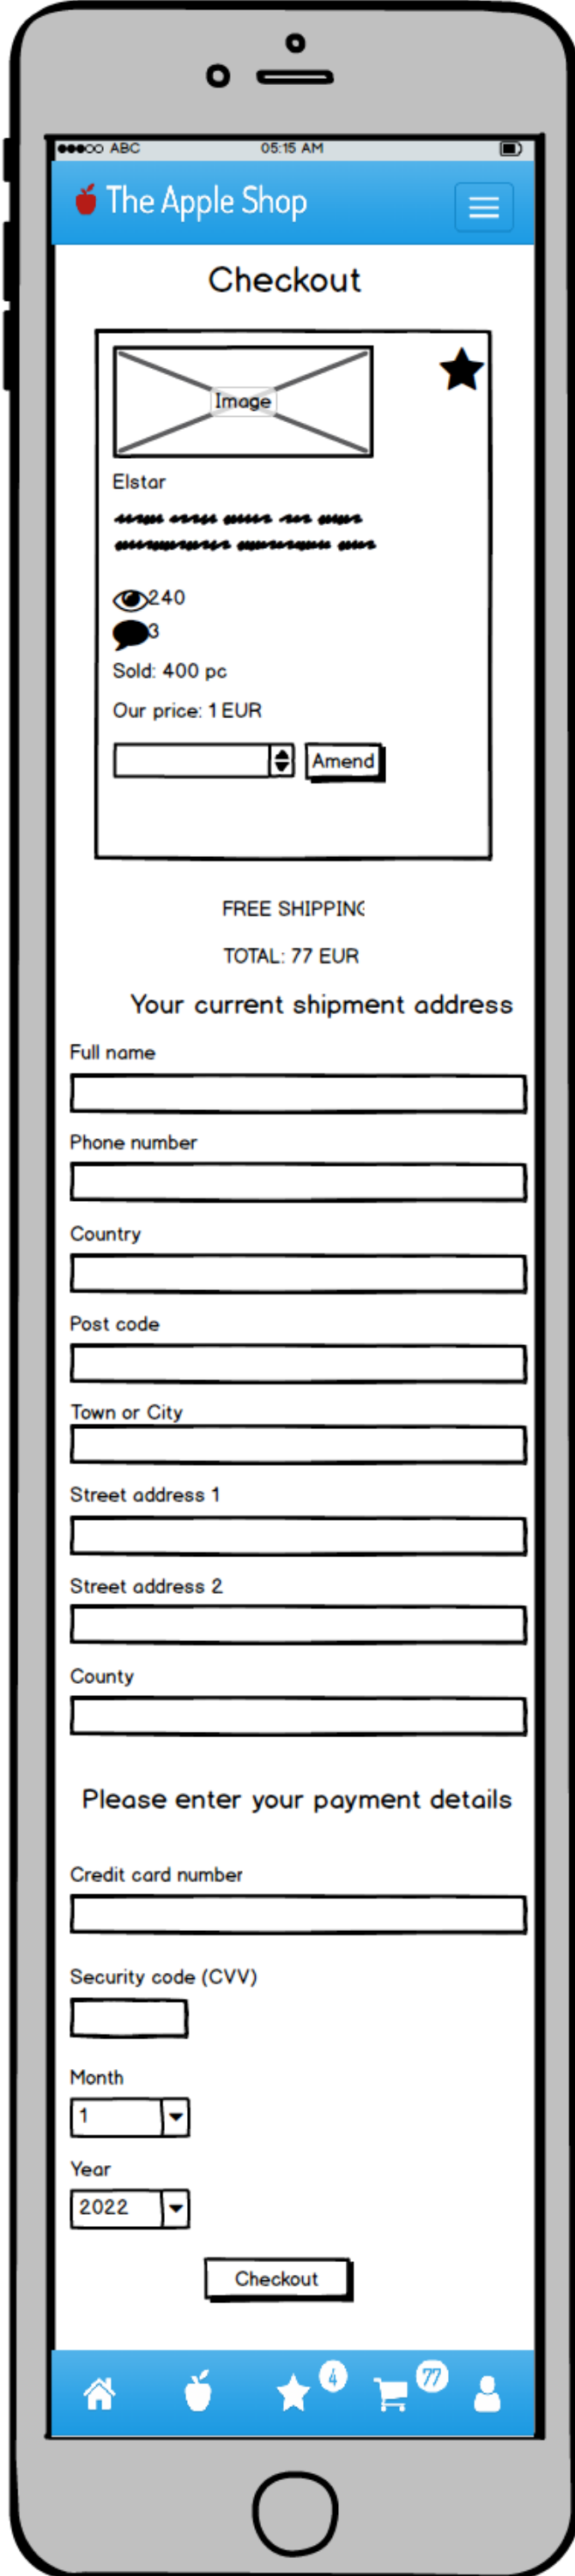 ABC 05:15 AM
The Apple Shop
Checkout
Image
Elstar
240
3
Sold: 400 pc
Our price: 1 EUR
Amend
FREE SHIPPING
TOTAL: 77 EUR
Your current shipment address
Full name
Phone number
Country
Post code
Town or City
Street address 1
Street address 2
County
Please enter your payment details
Credit card number
Security code (CVV)
Month
1
Year
2022
Checkout
4 77